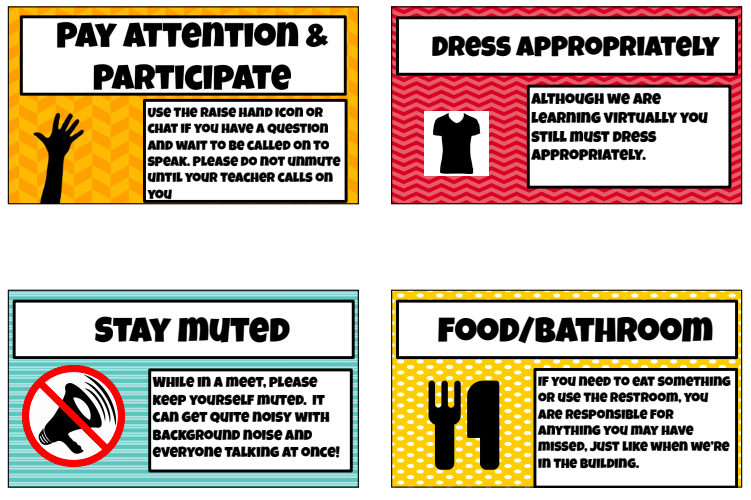 Pay Attention &
Participate
Use the raise hand icon or
chat if you have a question
and wait to be called on to
speak. Please do not unmute
until your teacher calls on
you
Dress Appropriately
Although we are
learning virtually you
still must dress
appropriately.
Stay Muted
While in a meet, please
keep yourself muted. It
can get quite noisy with
background noise and
everyone talking at once!
Food/Bathroom
If you need to eat something
or use the restroom, you
are responsible for
anything you may have
missed, just like when we're
in the building.